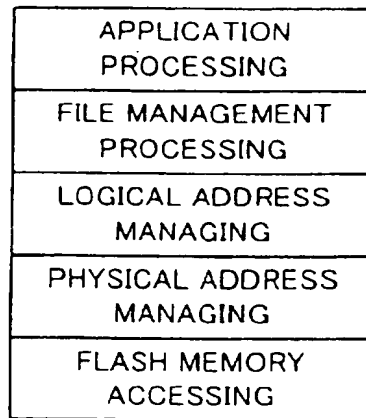 APPLICATION
PROCESSING
FILE MANAGEMENT
PROCESSING
LOGICAL ADDRESS
MANAGING
PHYSICAL ADDRESS
MANAGING
FLASH MEMORY
ACCESSING